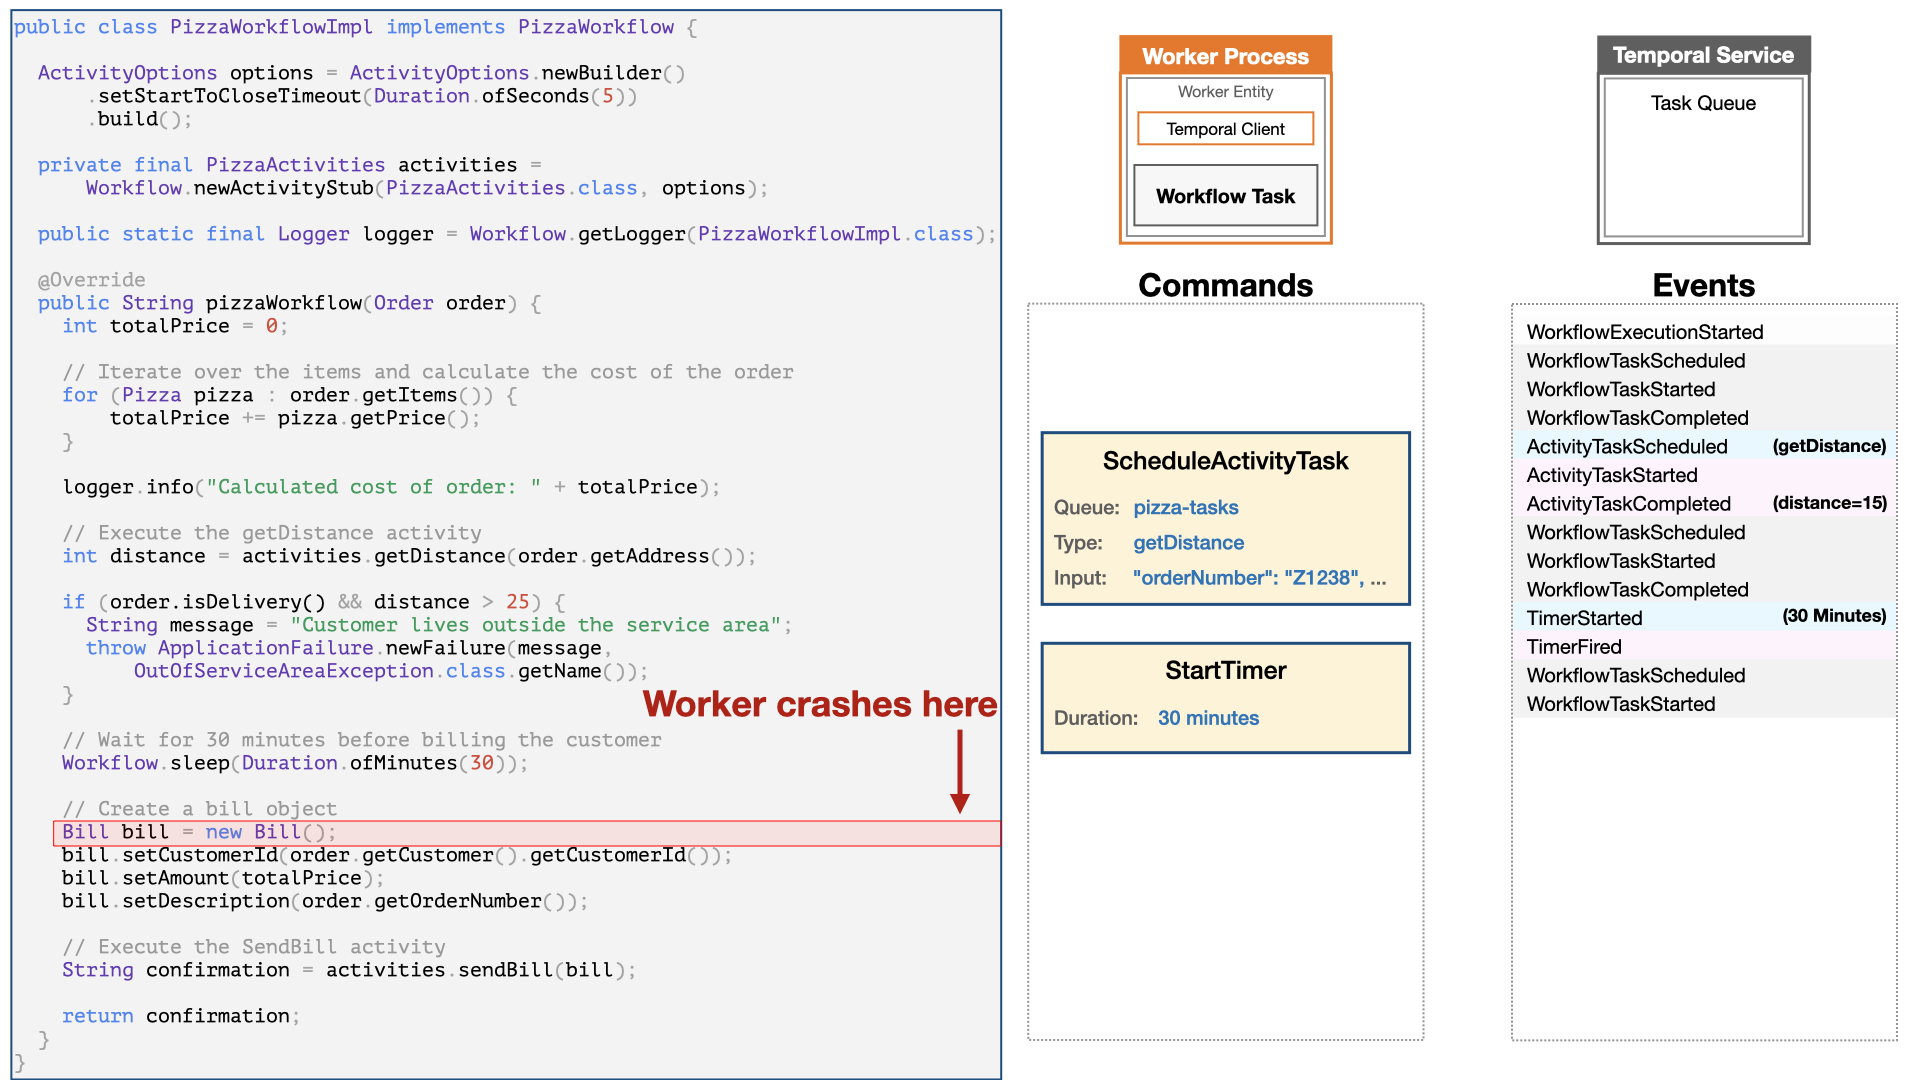 public class PizzaWorkflowImpl implements PizzaWorkflow {
ActivityOptions options = ActivityOptions.newBuilder()
.setStartToCloseTimeout(Duration.ofSeconds(5))
.build();
private final PizzaActivities activities =
Workflow.newActivityStub(PizzaActivities.class, options);
public static final Logger logger = Workflow.getLogger(PizzaWorkflowImpl.class);
@Override
public String pizzaWorkflow(Order order) {
int totalPrice = 0;
// Iterate over the items and calculate the cost of the order
for (Pizza pizza : order.getItems()) {
totalPrice += pizza.getPrice();
}
logger.info("Calculated cost of order: " + totalPrice);
// Execute the getDistance activity
int distance = activities.getDistance(order.getAddress());
if (order.isDelivery() && distance > 25) {
String message = "Customer lives outside the service area";
throw ApplicationFailure.newFailure(message,
OutOfServiceAreaException.class.getName());
}
Worker crashes here
// Wait for 30 minutes before billing the customer
Workflow.sleep(Duration.ofMinutes(30));
// Create a bill object
Bill bill = new Bill();
bill.setCustomerId(order.getCustomer().getCustomerId());
bill.setAmount(totalPrice);
bill.setDescription(order.getOrderNumber());
// Execute the SendBill activity
String confirmation = activities.sendBill(bill);
return confirmation;
}
}
Worker Process
Worker Entity
Temporal Client
Workflow Task
Commands
ScheduleActivityTask
Queue: pizza-tasks
Type: getDistance
Input: "orderNumber": "Z1238", ...
StartTimer
Duration: 30 minutes
Temporal Service
Task Queue
Events
WorkflowExecutionStarted
WorkflowTaskScheduled
WorkflowTaskStarted
WorkflowTaskCompleted
ActivityTaskScheduled (getDistance)
ActivityTaskStarted
ActivityTaskCompleted (distance=15)
WorkflowTaskScheduled
WorkflowTaskStarted
WorkflowTaskCompleted
TimerStarted (30 Minutes)
TimerFired
WorkflowTaskScheduled
WorkflowTaskStarted